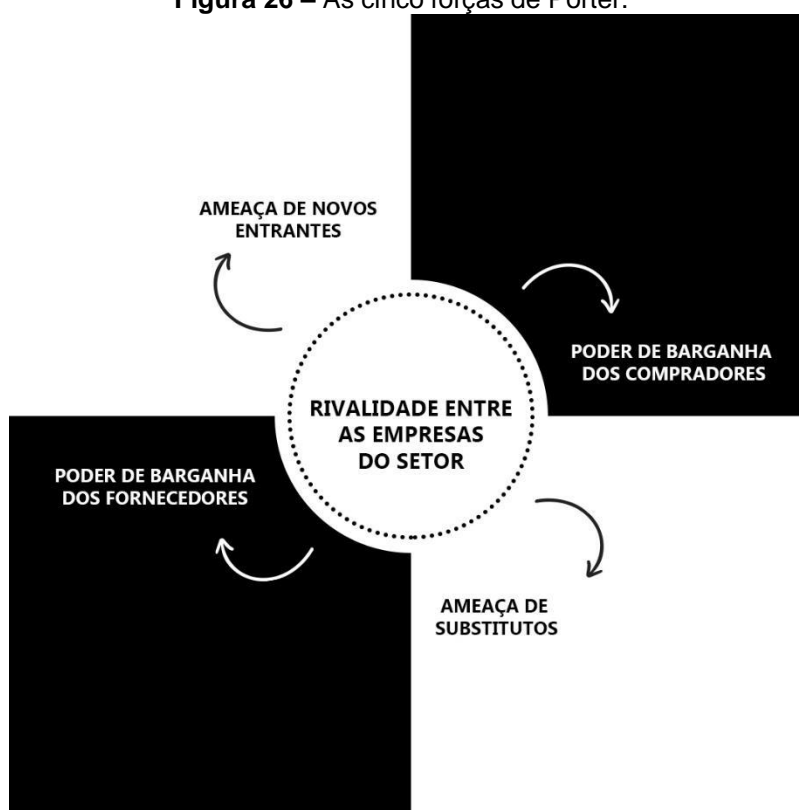 Figura 26 – As cinco forças de Porter.
AMEAÇA DE NOVOS
ENTRANTES
PODER DE BARGANHA
DOS COMPRADORES
RIVALIDADE ENTRE
AS EMPRESAS
DO SETOR
PODER DE BARGANHA
DOS FORNECEDORES
AMEAÇA DE
SUBSTITUTOS